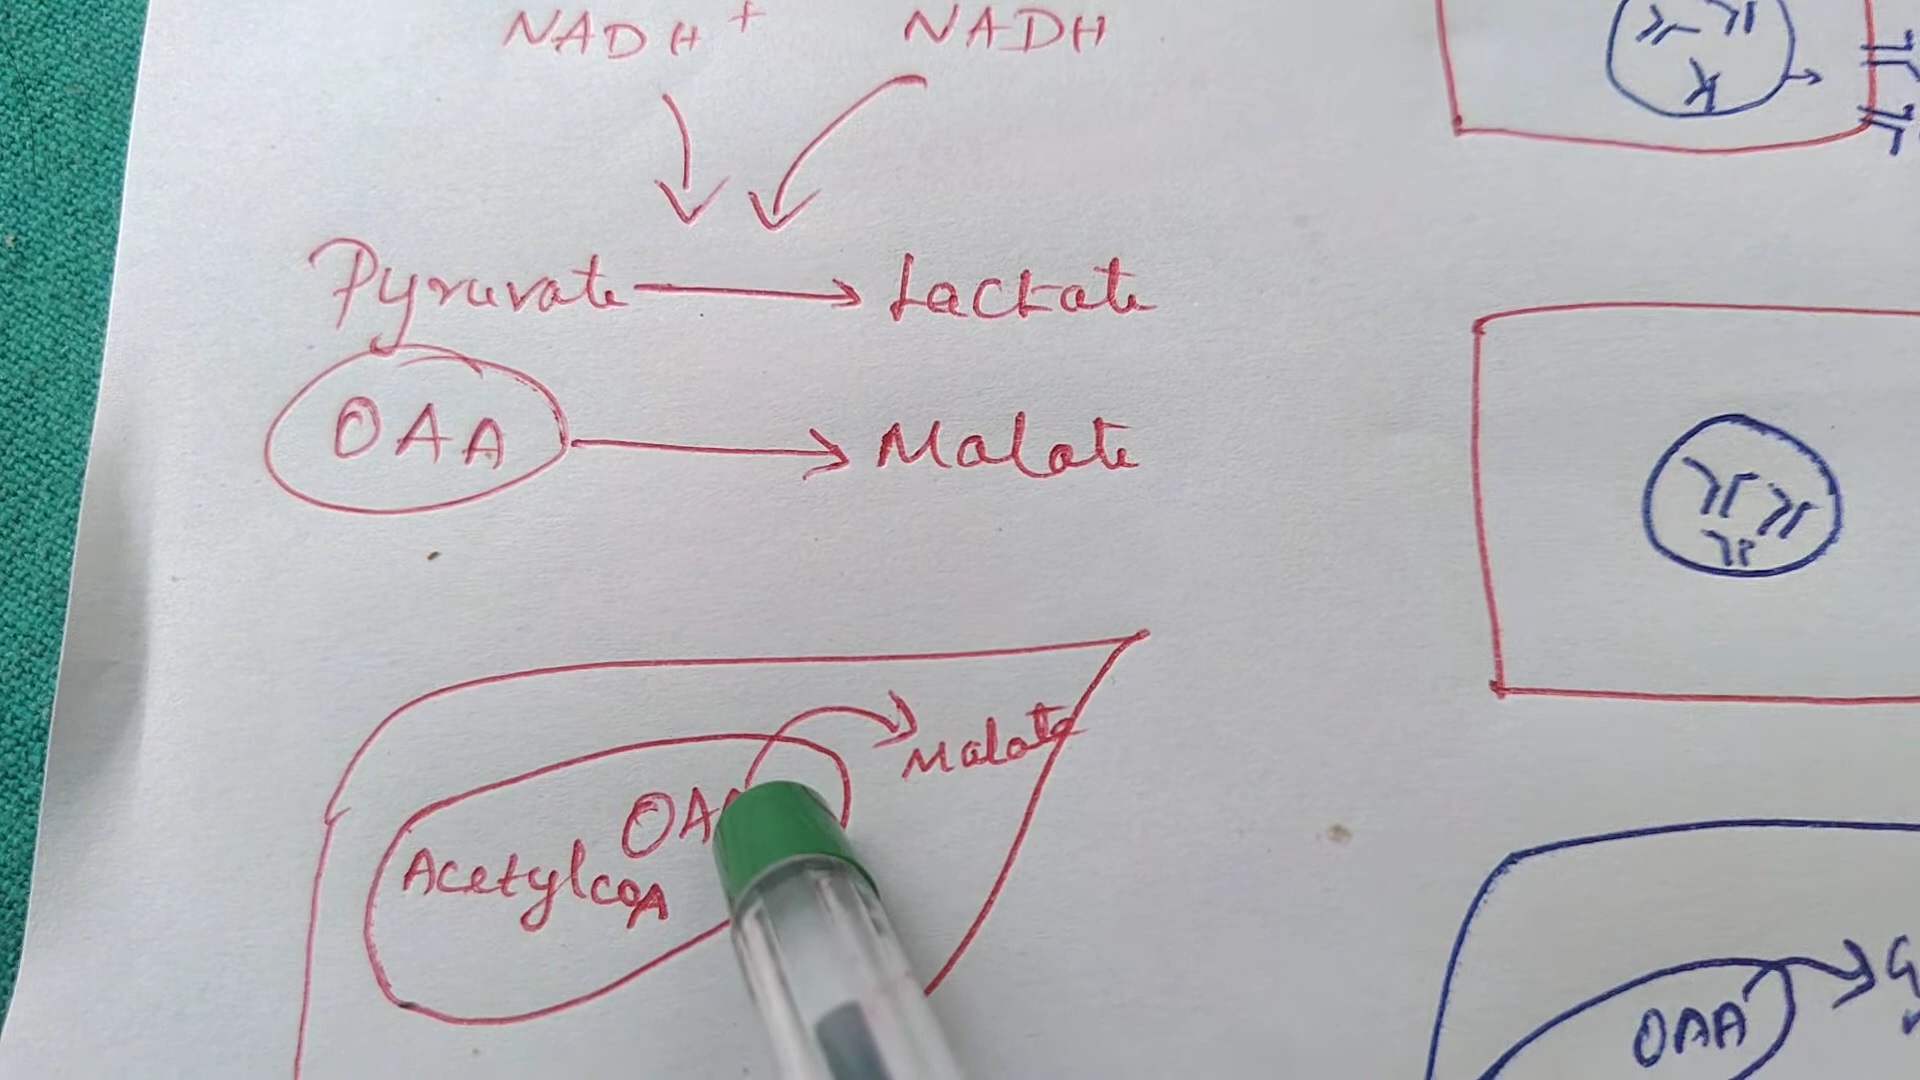 NADH + NADH
Pyruvate → Lactate
OAA → Malate
Malate
OAA
Acetylcoa
OAA → G